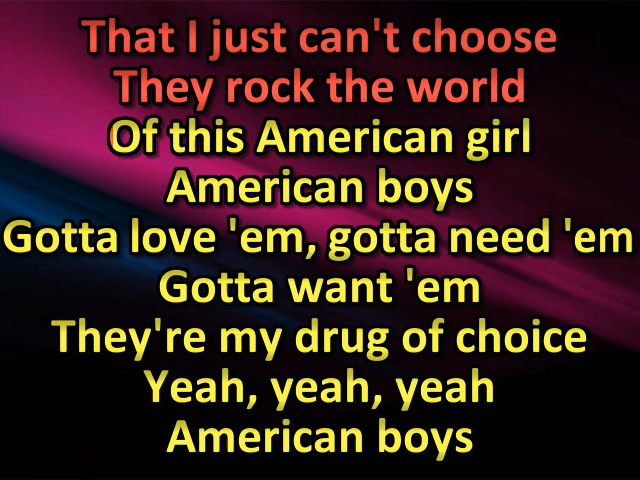 That I just can't choose
They rock the world
Of this American girl
American boys
Gotta love 'em, gotta need 'em
Gotta want 'em
They're my drug of choice
Yeah, yeah, yeah
American boys